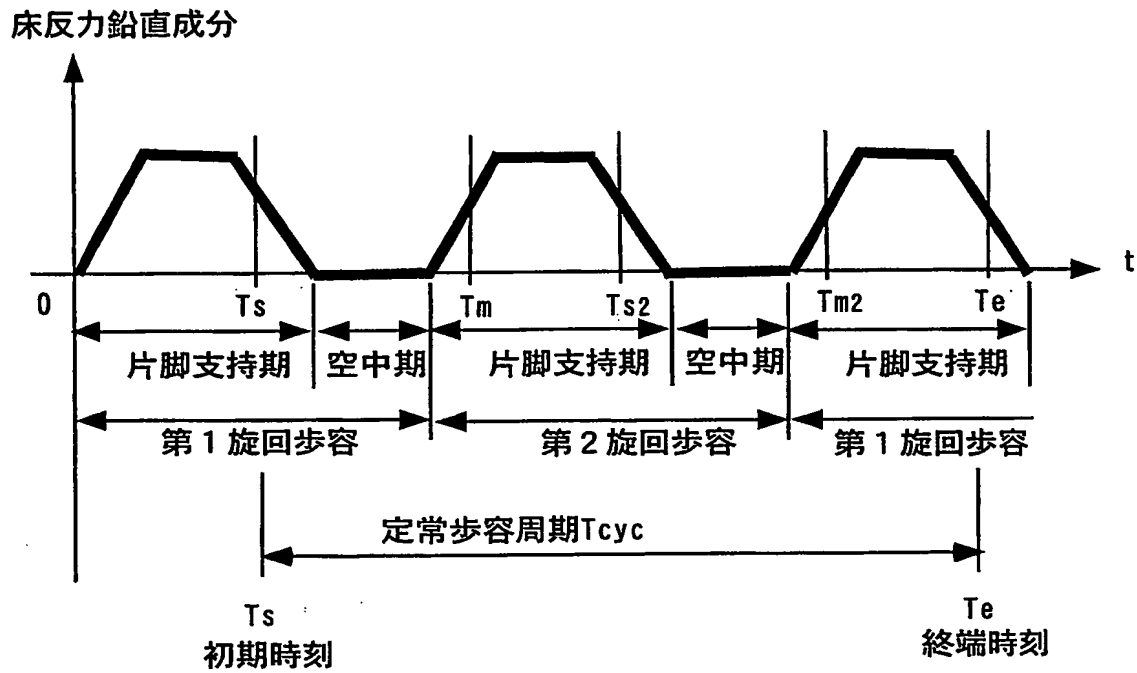 床反力鉛直成分
t
0
Ts
Tm
Ts2
Tm2
Te
片脚支持期
空中期
片脚支持期
空中期
片脚支持期
第1旋回歩容
第2旋回歩容
第1旋回歩容
定常歩容周期Tcyc
Ts
初期時刻
Te
終端時刻